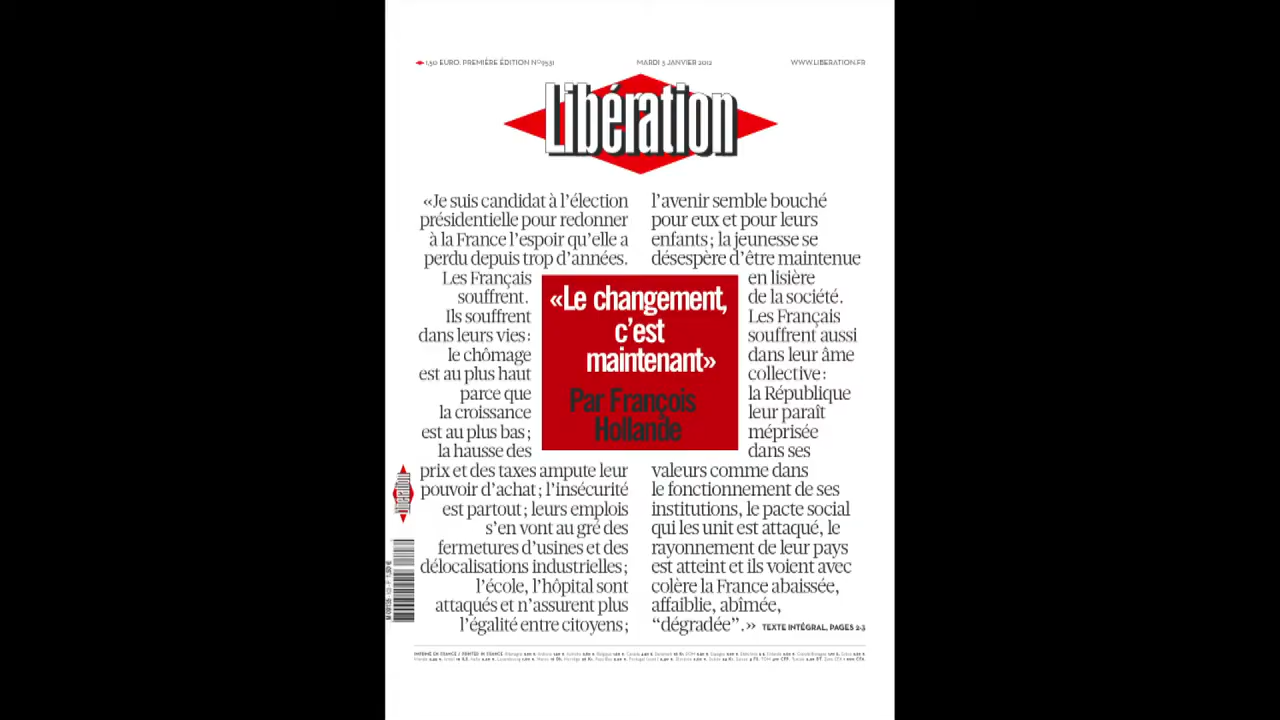 1,50 EURO. PREMIÈRE ÉDITION NO9531
MARDI 3 JANVIER 2012
WWW.LIBERATION.FR
Libération
«Je suis candidat à l'élection
présidentielle pour redonner
à la France l'espoir qu'elle a
perdu depuis trop d'années.
Les Français
souffrent.
Ils souffrent
dans leurs vies :
le chômage
est au plus haut
parce que
la croissance
est au plus bas ;
la hausse des
prix et des taxes ampute leur
pouvoir d'achat ; l'insécurité
est partout ; leurs emplois
s'en vont au gré des
fermetures d'usines et des
délocalisations industrielles ;
l'école, l'hôpital sont
attaqués et n'assurent plus
l'égalité entre citoyens ;
«Le changement,
c'est
maintenant»
Par François
Hollande
l'avenir semble bouché
pour eux et pour leurs
enfants ; la jeunesse se
désespère d'être maintenue
en lisière
de la société.
Les Français
souffrent aussi
dans leur âme
collective :
la République
leur paraît
méprisée
dans ses
valeurs comme dans
le fonctionnement de ses
institutions, le pacte social
qui les unit est attaqué, le
rayonnement de leur pays
est atteint et ils voient avec
colère la France abaissée,
affaiblie, abîmée,
“dégradée”.» TEXTE INTÉGRAL, PAGES 2-3
Libération
IMPRIMÉ EN FRANCE / PRINTED IN FRANCE